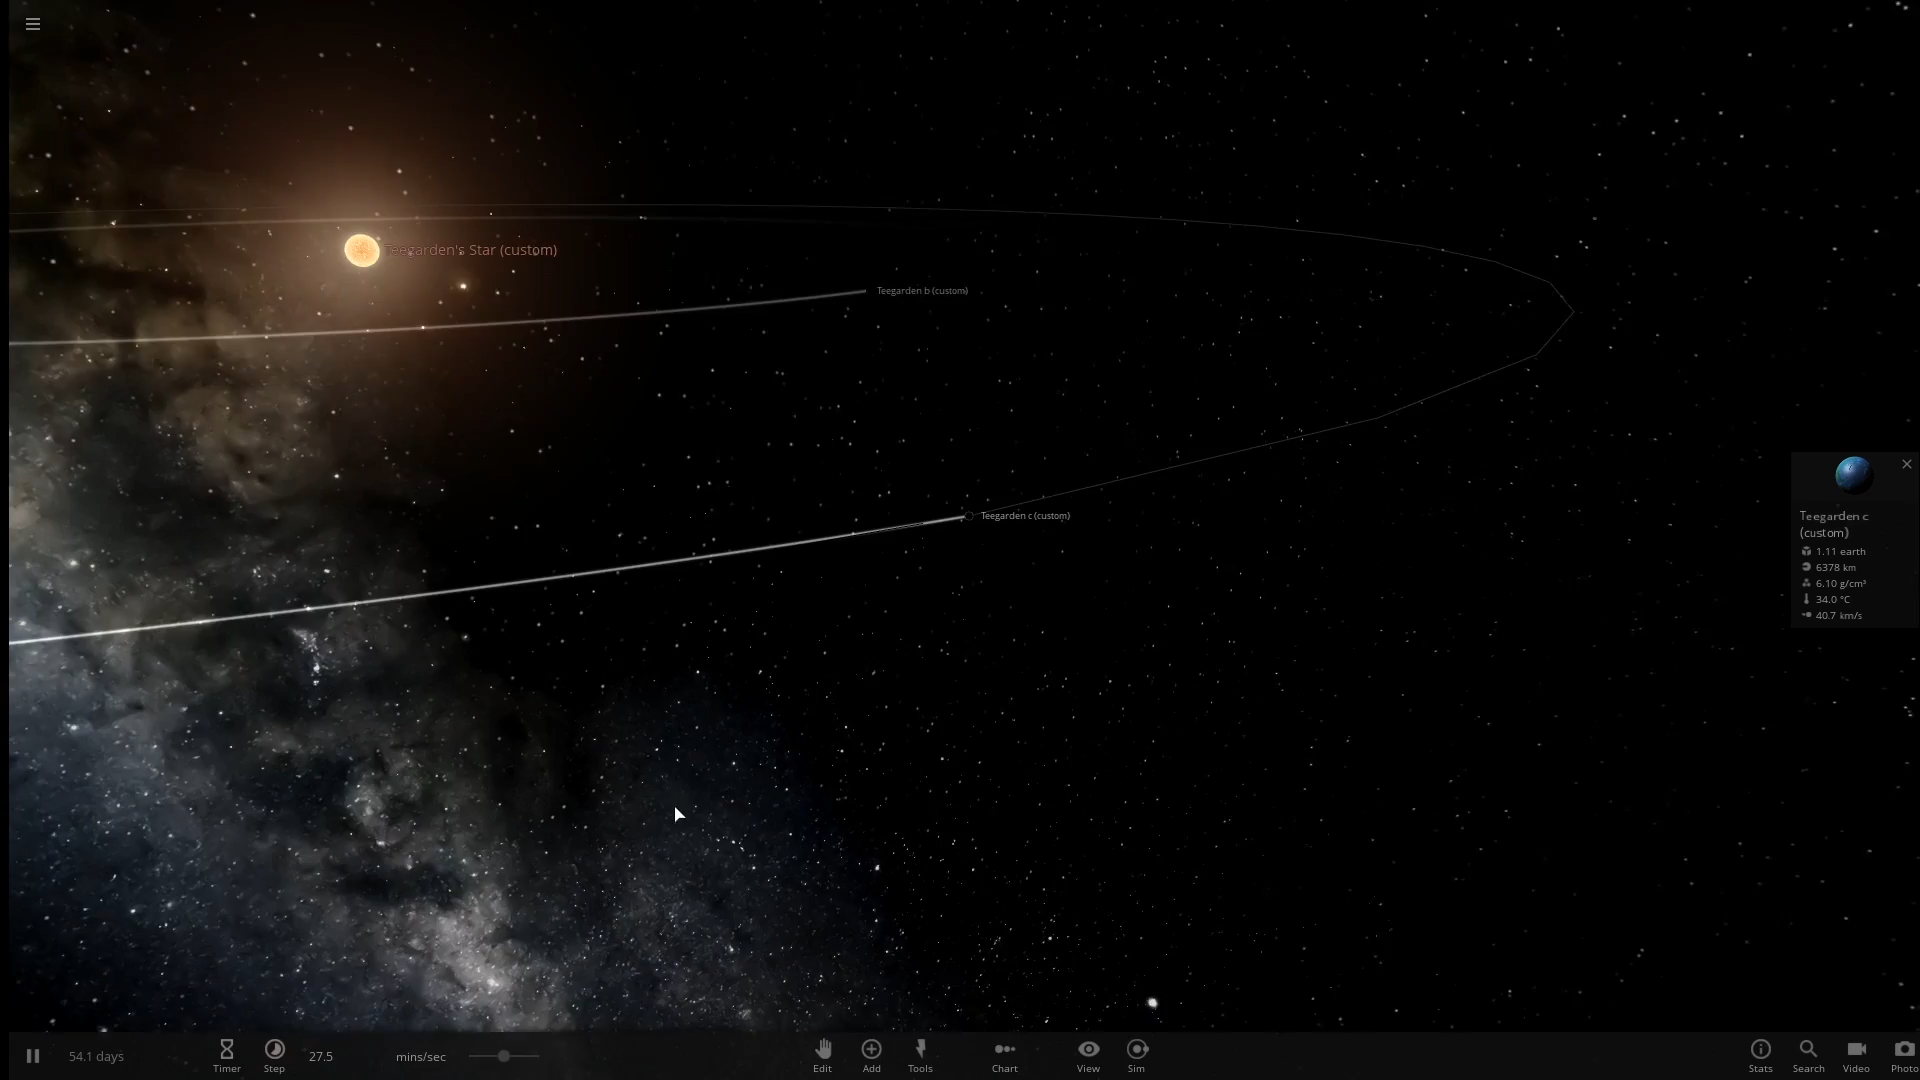 Teegarden's Star (custom)
Teegarden b (custom)
Teegarden c (custom)
Teegarden c
(custom)
1.11 earth
6378 km
6.10 g/cm³
34.0 °C
40.7 km/s
54.1 days
Timer
Step
27.5
mins/sec
Edit
Add
Tools
Chart
View
Sim
Stats
Search
Video
Photo